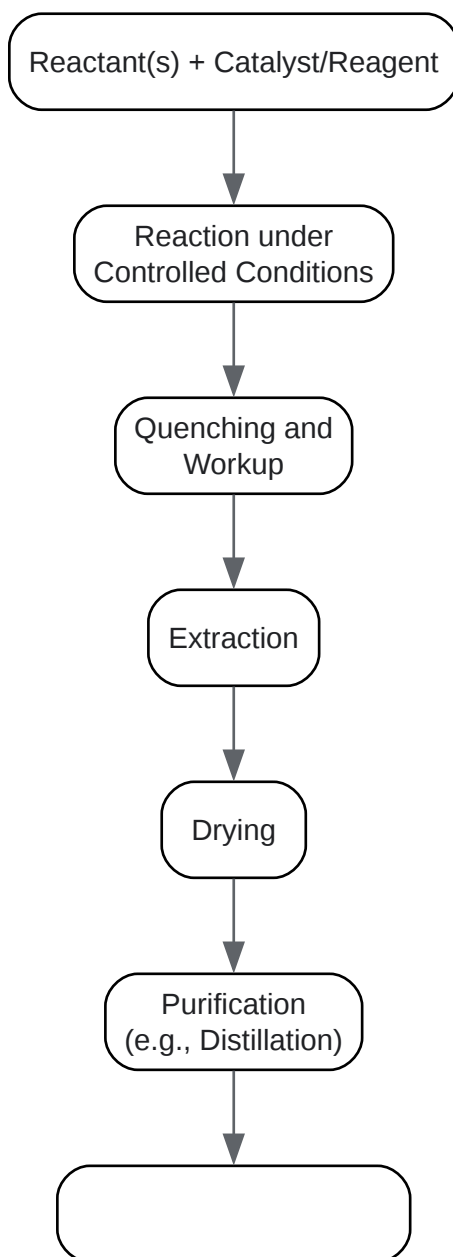 Reactant(s) + Catalyst/Reagent
Reaction under
Controlled Conditions
Quenching and
Workup
Extraction
Drying
Purification
(e.g., Distillation)